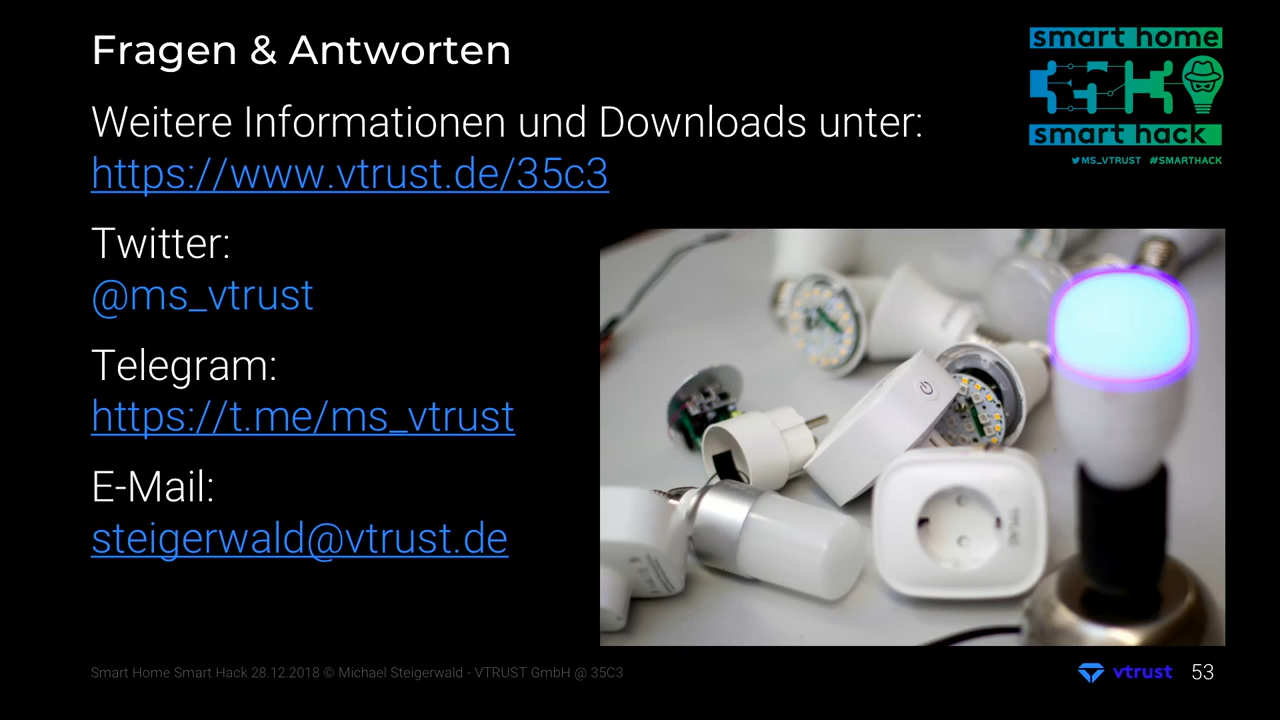 Fragen & Antworten
smart home
35C3
smart hack
MS_VTRUST #SMARTHACK
Weitere Informationen und Downloads unter:
https://www.vtrust.de/35c3
Twitter:
@ms_vtrust
Telegram:
https://t.me/ms_vtrust
E-Mail:
steigerwald@vtrust.de
Smart Home Smart Hack 28.12.2018 © Michael Steigerwald - VTRUST GmbH @ 35C3
vtrust 53